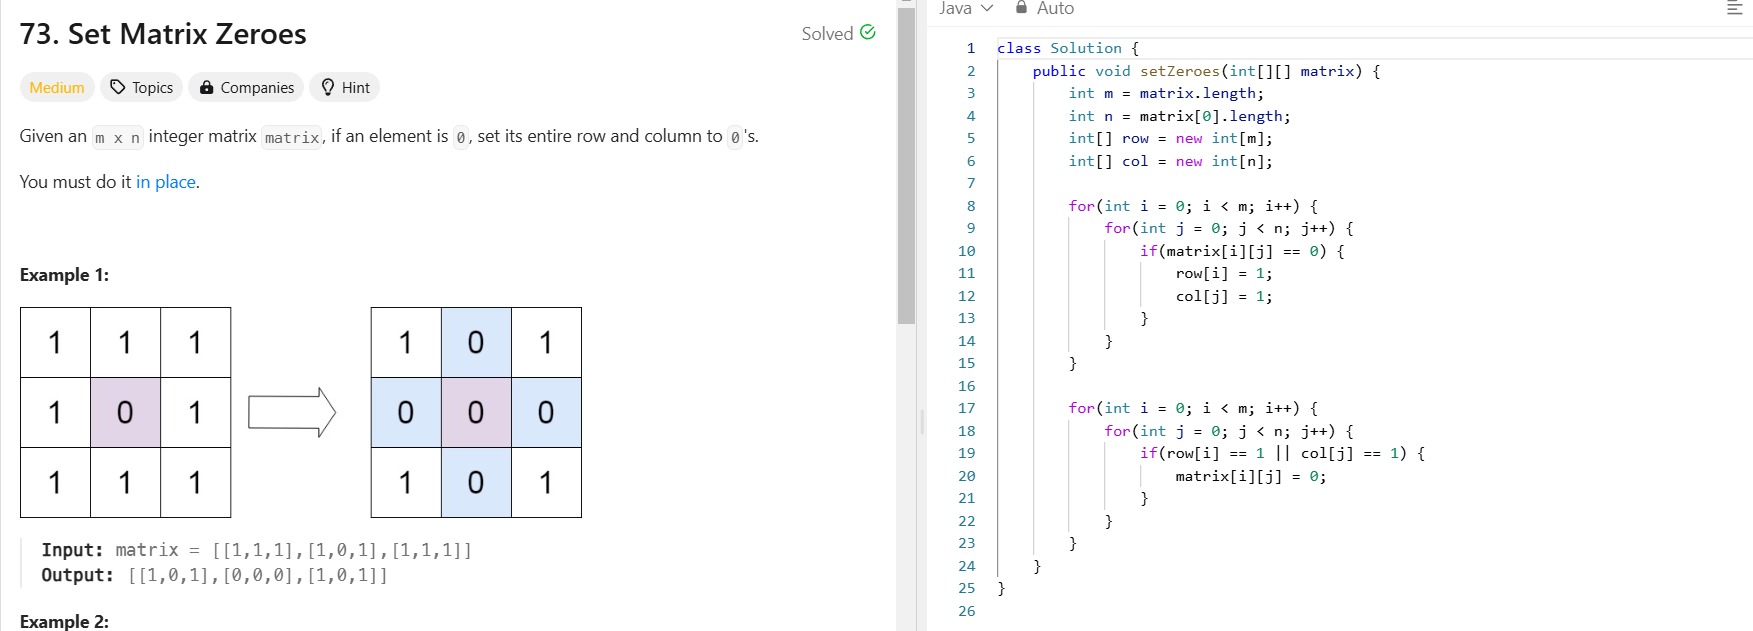 73. Set Matrix Zeroes
Solved
Medium Topics Companies Hint
Given an m x n integer matrix matrix, if an element is 0, set its entire row and column to 0's.
You must do it in place.
Example 1:
1 1 1
1 0 1
1 1 1
1 0 1
0 0 0
1 0 1
Input: matrix = [[1,1,1],[1,0,1],[1,1,1]]
Output: [[1,0,1],[0,0,0],[1,0,1]]
Example 2:
Java Auto
1 class Solution {
2 public void setZeroes(int[][] matrix) {
3 int m = matrix.length;
4 int n = matrix[0].length;
5 int[] row = new int[m];
6 int[] col = new int[n];
7
8 for(int i = 0; i < m; i++) {
9 for(int j = 0; j < n; j++) {
10 if(matrix[i][j] == 0) {
11 row[i] = 1;
12 col[j] = 1;
13 }
14 }
15 }
16
17 for(int i = 0; i < m; i++) {
18 for(int j = 0; j < n; j++) {
19 if(row[i] == 1 || col[j] == 1) {
20 matrix[i][j] = 0;
21 }
22 }
23 }
24 }
25 }
26